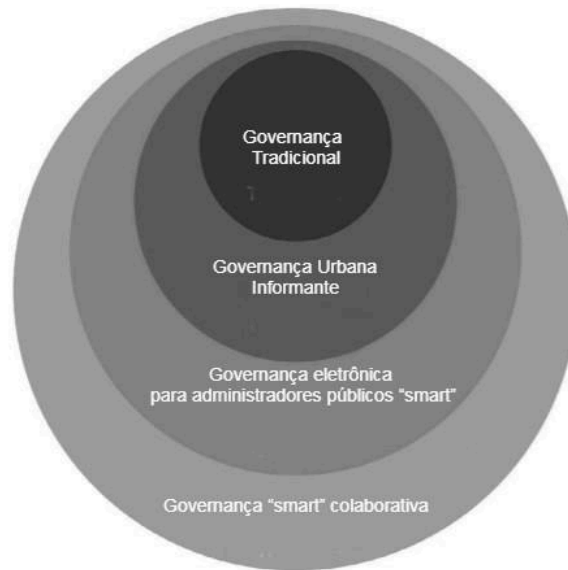 Governança
Tradicional
Governança Urbana
Informante
Governança eletrônica
para administradores públicos “smart”
Governança “smart” colaborativa